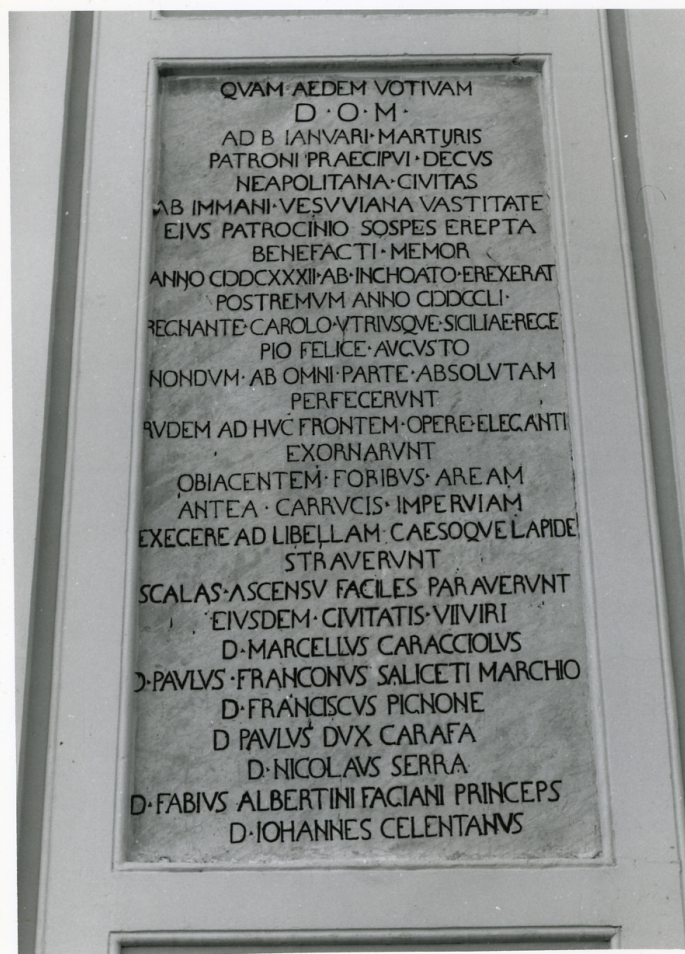 QVAM AEDEM VOTIVAM
D·O·M·
AD B IANVARI·MARTYRIS
PATRONI PRAECIPVI·DECVS
NEAPOLITANA·CIVITAS
AB IMMANI·VESVVIANA VASTITATE
EIVS PATROCINIO SOSPES EREPTA
BENEFACTI·MEMOR
ANNO CIƆDCXXXII·AB·INCHOATO·EREXERAT
POSTREMVM ANNO CIƆDCCLI·
REGNANTE·CAROLO·VTRIVSQVE·SICILIAE·REGE
PIO FELICE·AVGVSTO
NONDVM·AB OMNI·PARTE·ABSOLVTAM
PERFECERVNT
RVDEM AD HVC FRONTEM·OPERE·ELEGANTI
EXORNARVNT
OBIACENTEM·FORIBVS·AREAM
ANTEA·CARRVCIS·IMPERVIAM
EXEGERE AD LIBELLAM CAESOQVE LAPIDE
STRAVERVNT
SCALAS·ASCENSV FACILES PARAVERVNT
EIVSDEM·CIVITATIS·VIIVIRI
D·MARCELLVS CARACCIOLVS
D·PAVLVS·FRANCONVS SALICETI MARCHIO
D·FRANCISCVS PIGNONE
D PAVLVS DVX CARAFA
D·NICOLAVS SERRA
D·FABIVS ALBERTINI FAGIANI PRINCEPS
D·IOHANNES CELENTANVS